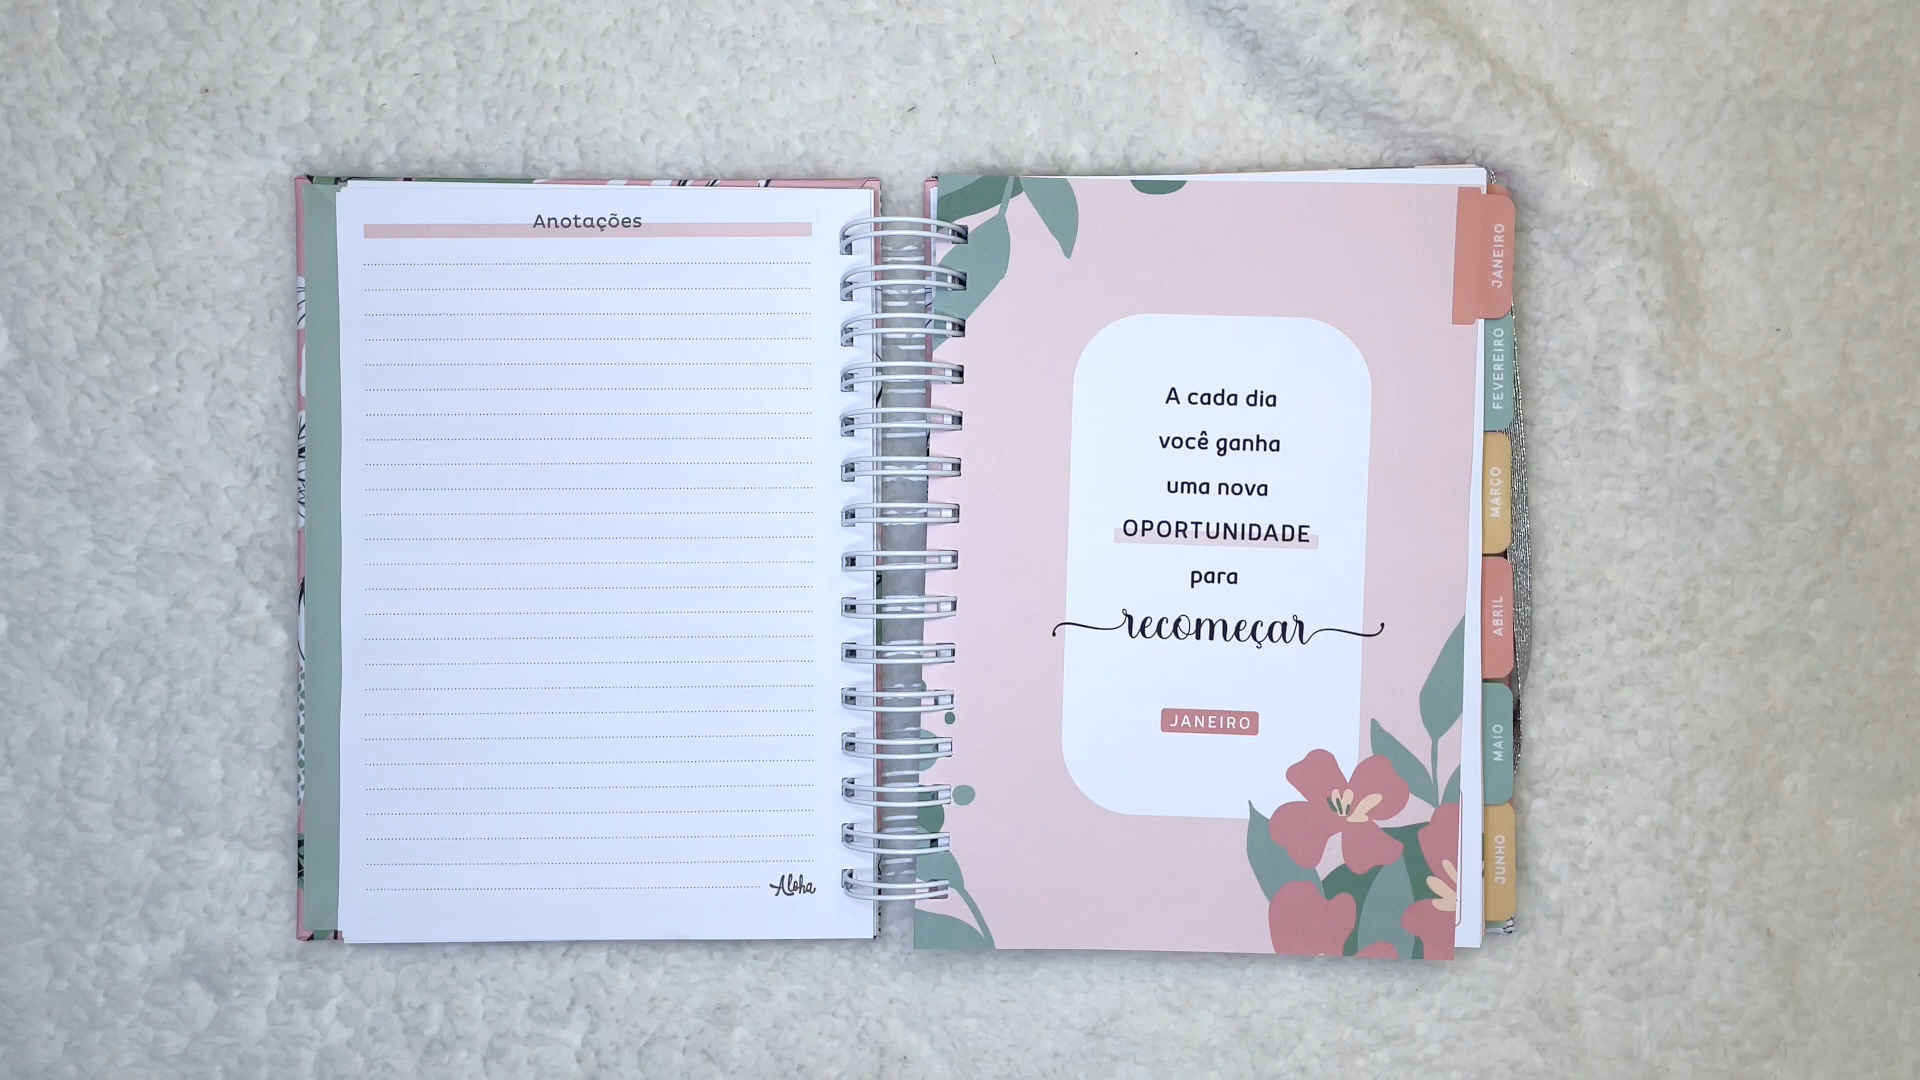 Anotações
Aloha
A cada dia
você ganha
uma nova
OPORTUNIDADE
para
recomeçar
JANEIRO
JANEIRO
FEVEREIRO
MARÇO
ABRIL
MAIO
JUNHO